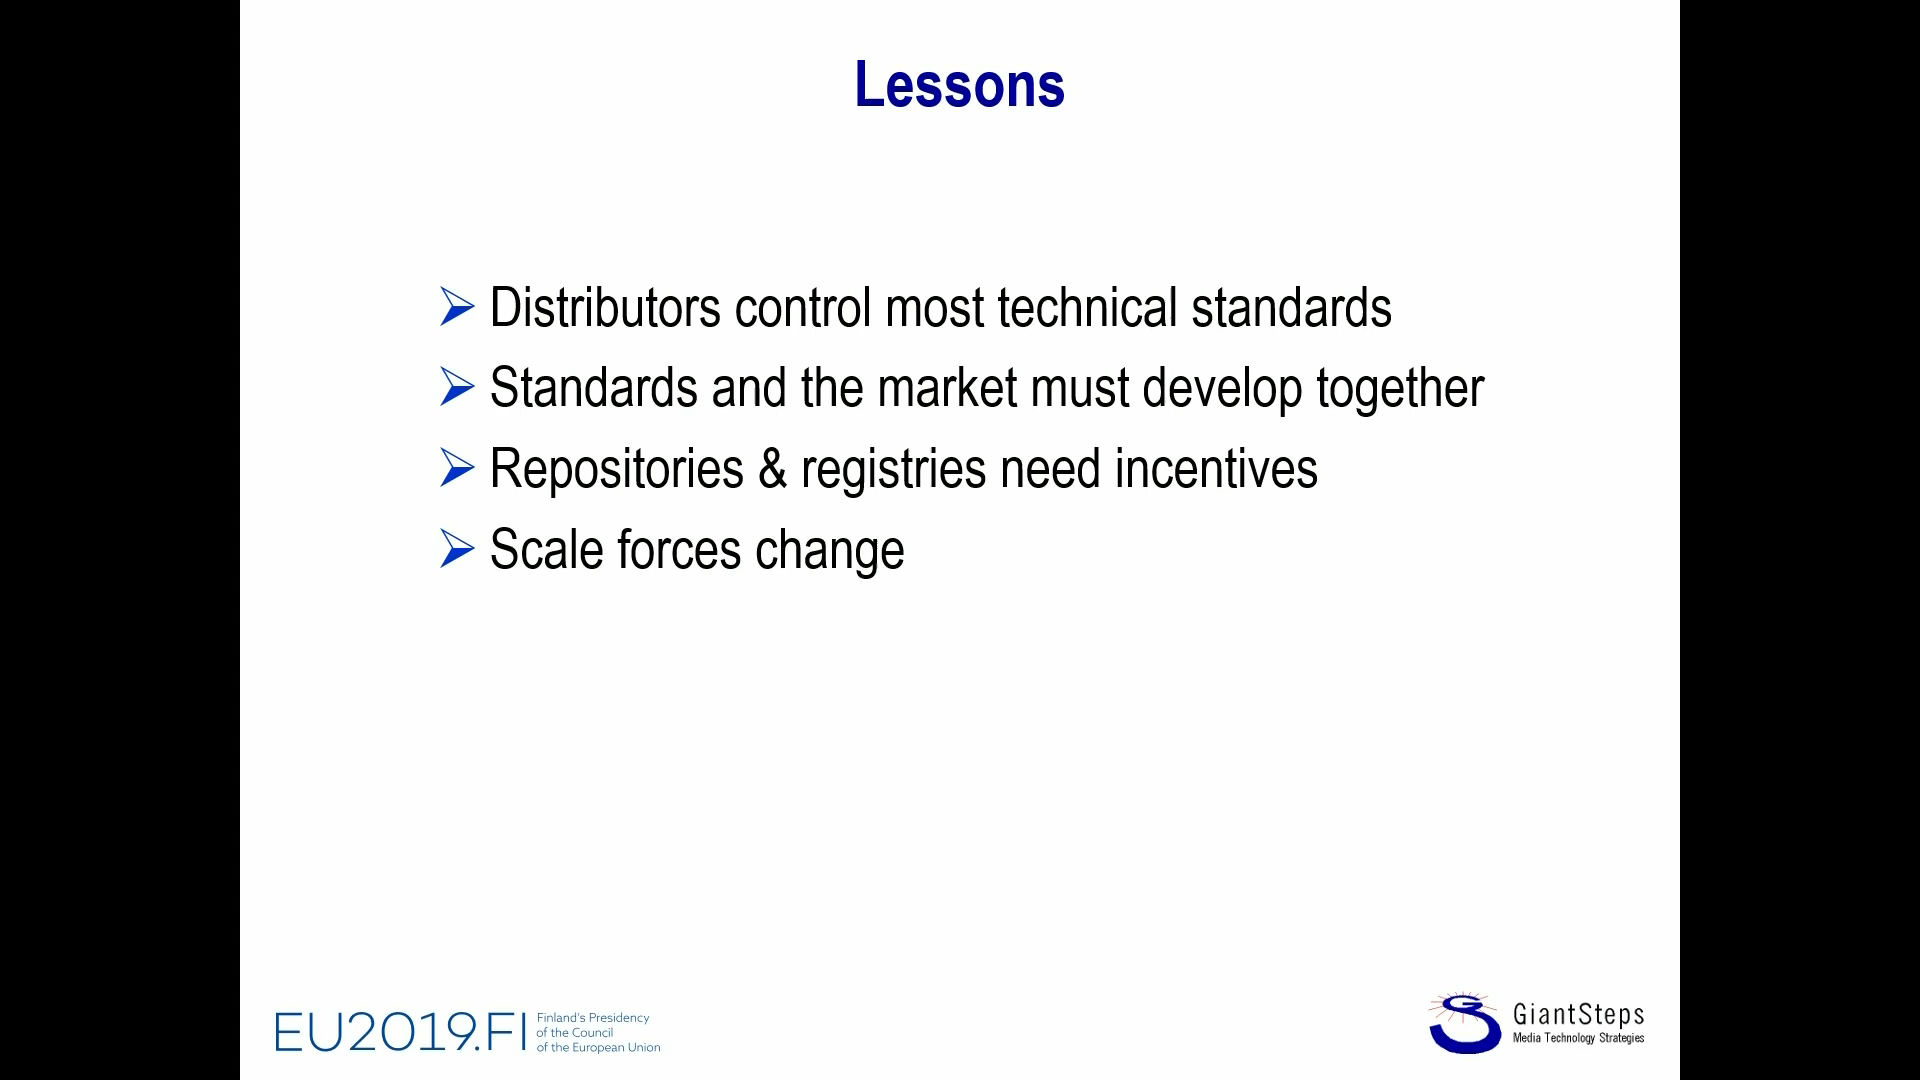 Lessons
Distributors control most technical standards
Standards and the market must develop together
Repositories & registries need incentives
Scale forces change
EU2019.FI
Finland's Presidency
of the Council
of the European Union
GiantSteps
Media Technology Strategies